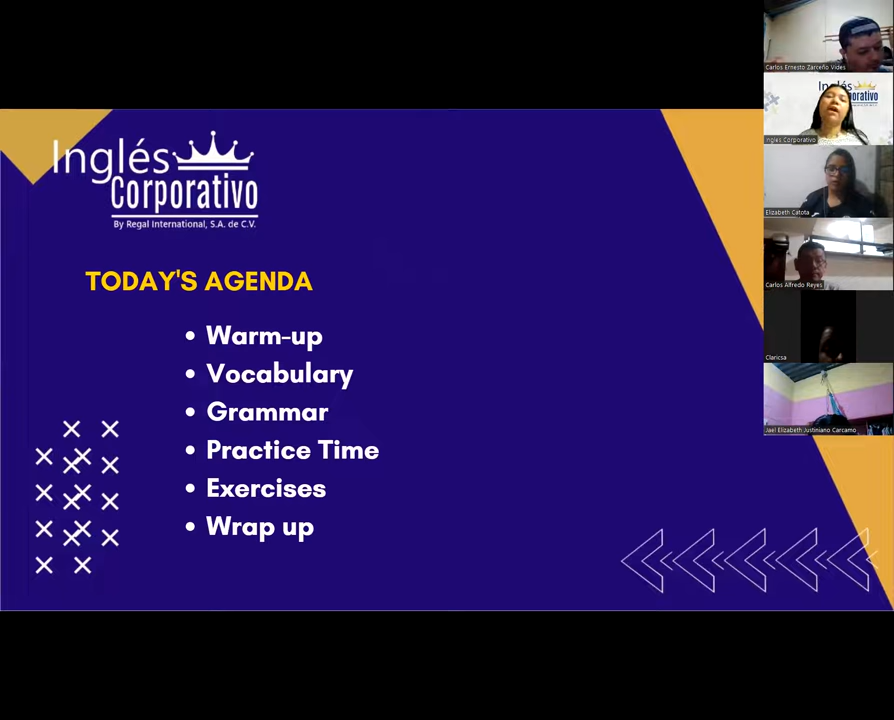 Inglés
Corporativo
By Regal International, S.A. de C.V.
TODAY'S AGENDA
• Warm-up
• Vocabulary
• Grammar
• Practice Time
• Exercises
• Wrap up
Carlos Ernesto Zarceño Vides
Inglés Corporativo
Elizabeth Catota
Carlos Alfredo Reyes
Claricsa
Jael Elizabeth Justiniano Carcamo